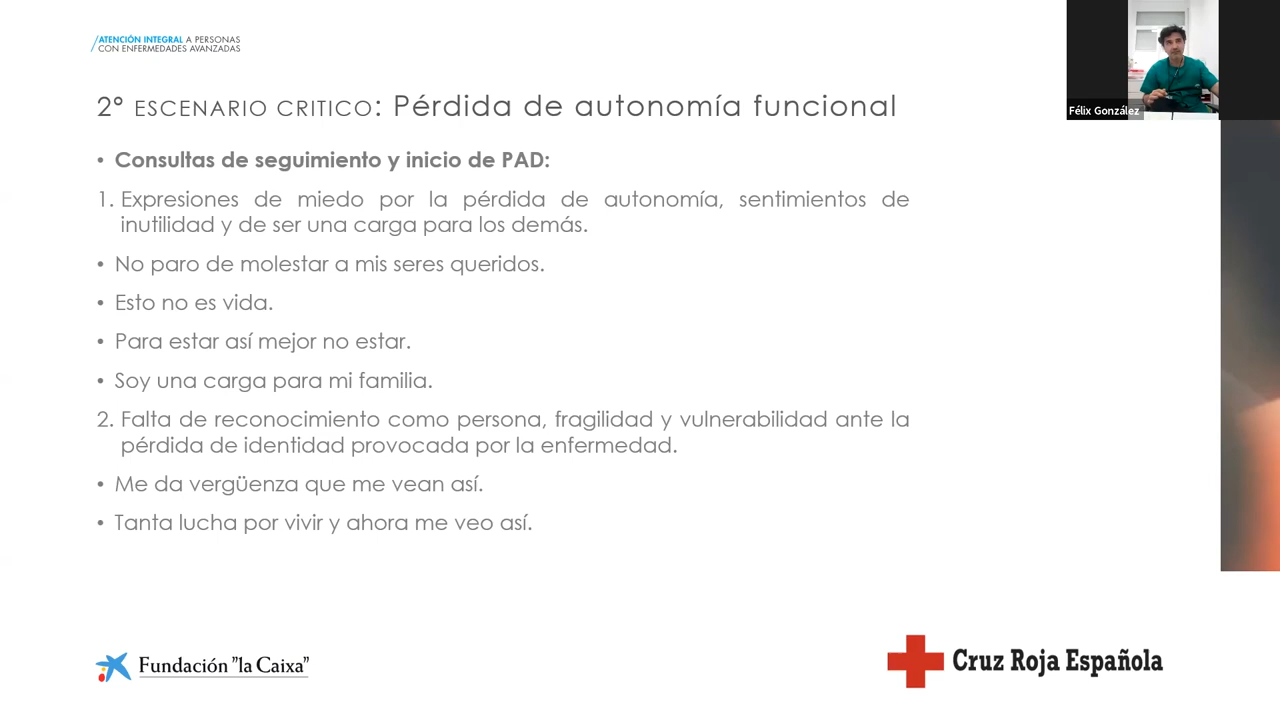 ATENCIÓN INTEGRAL A PERSONAS
CON ENFERMEDADES AVANZADAS
Félix González
2º ESCENARIO CRITICO: Pérdida de autonomía funcional
• Consultas de seguimiento y inicio de PAD:
1. Expresiones de miedo por la pérdida de autonomía, sentimientos de
inutilidad y de ser una carga para los demás.
• No paro de molestar a mis seres queridos.
• Esto no es vida.
• Para estar así mejor no estar.
• Soy una carga para mi familia.
2. Falta de reconocimiento como persona, fragilidad y vulnerabilidad ante la
pérdida de identidad provocada por la enfermedad.
• Me da vergüenza que me vean así.
• Tanta lucha por vivir y ahora me veo así.
Fundación "la Caixa"
Cruz Roja Española